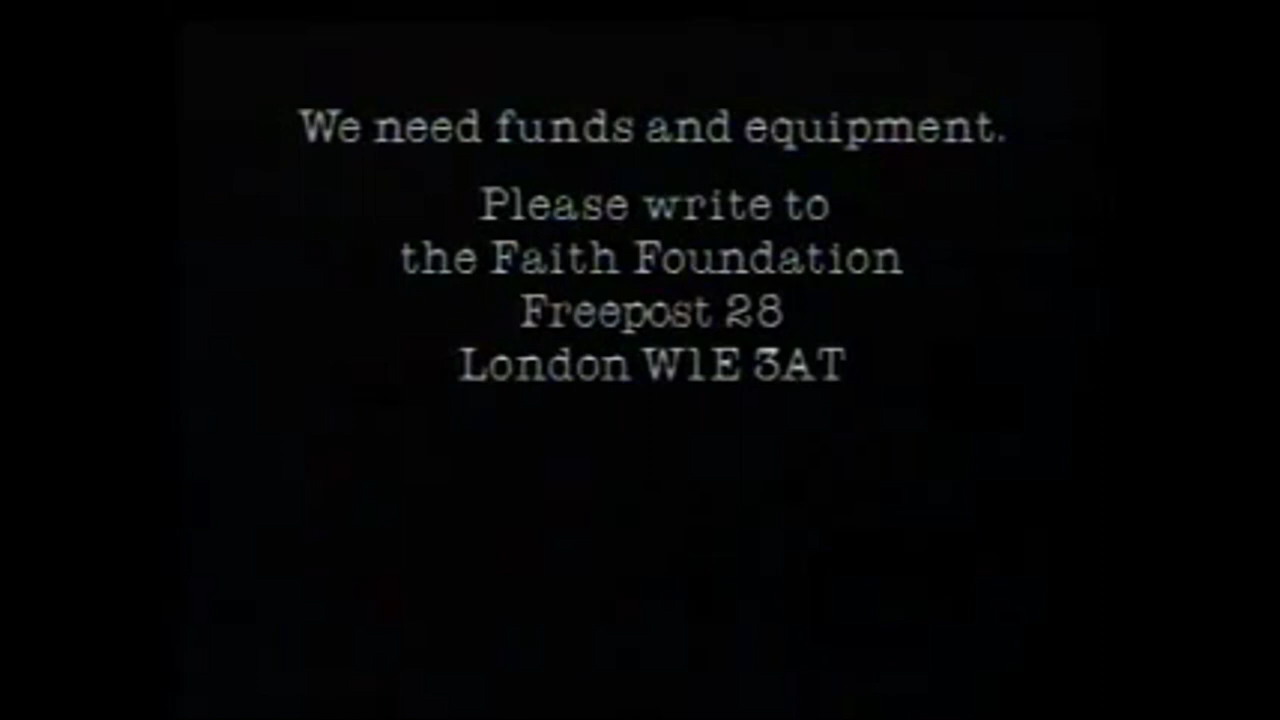 We need funds and equipment.
Please write to
the Faith Foundation
Freepost 28
London W1E 3AT